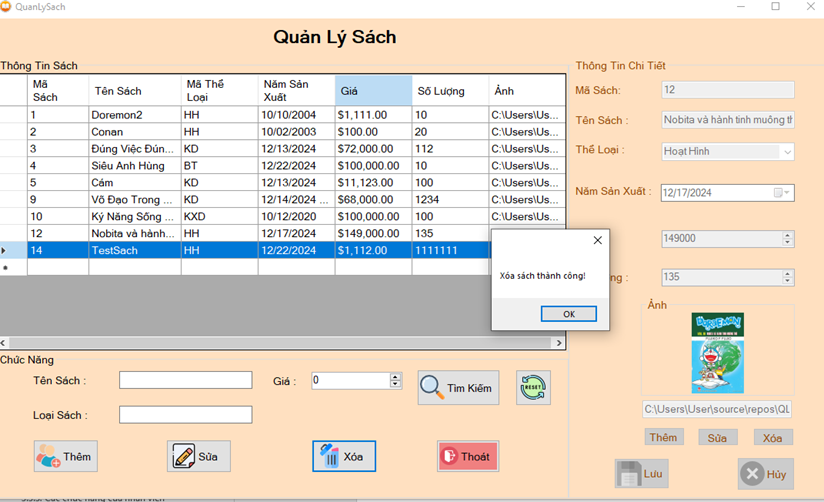 QuanLySach
Quản Lý Sách
Thông Tin Sách
Mã Sách Tên Sách Mã Thể Loại Năm Sản Xuất Giá Số Lượng Ảnh
1 Doremon2 HH 10/10/2004 $1,111.00 10 C:\Users\Us...
2 Conan HH 10/02/2003 $100.00 20 C:\Users\Us...
3 Đúng Việc Đún... KD 12/13/2024 $72,000.00 112 C:\Users\Us...
4 Siêu Anh Hùng BT 12/22/2024 $100,000.00 10 C:\Users\Us...
5 Cám KD 12/13/2024 $11,123.00 100 C:\Users\Us...
9 Võ Đạo Trong ... KD 12/14/2024 ... $68,000.00 1234 C:\Users\Us...
10 Kỹ Năng Sống ... KXD 10/12/2020 $100,000.00 100 C:\Users\Us...
12 Nobita và hành... HH 12/17/2024 $149,000.00 135
14 TestSach HH 12/22/2024 $1,112.00 1111111
Xóa sách thành công!
OK
Thông Tin Chi Tiết
Mã Sách: 12
Tên Sách : Nobita và hành tinh muông th
Thể Loại : Hoạt Hình
Năm Sản Xuất : 12/17/2024
149000
ng : 135
Ảnh
DORAEMON
C:\Users\User\source\repos\QL
Thêm Sửa Xóa
Lưu Hủy
Chức Năng
Tên Sách : Giá : 0 Tìm Kiếm RESET
Loại Sách :
Thêm Sửa Xóa Thoát